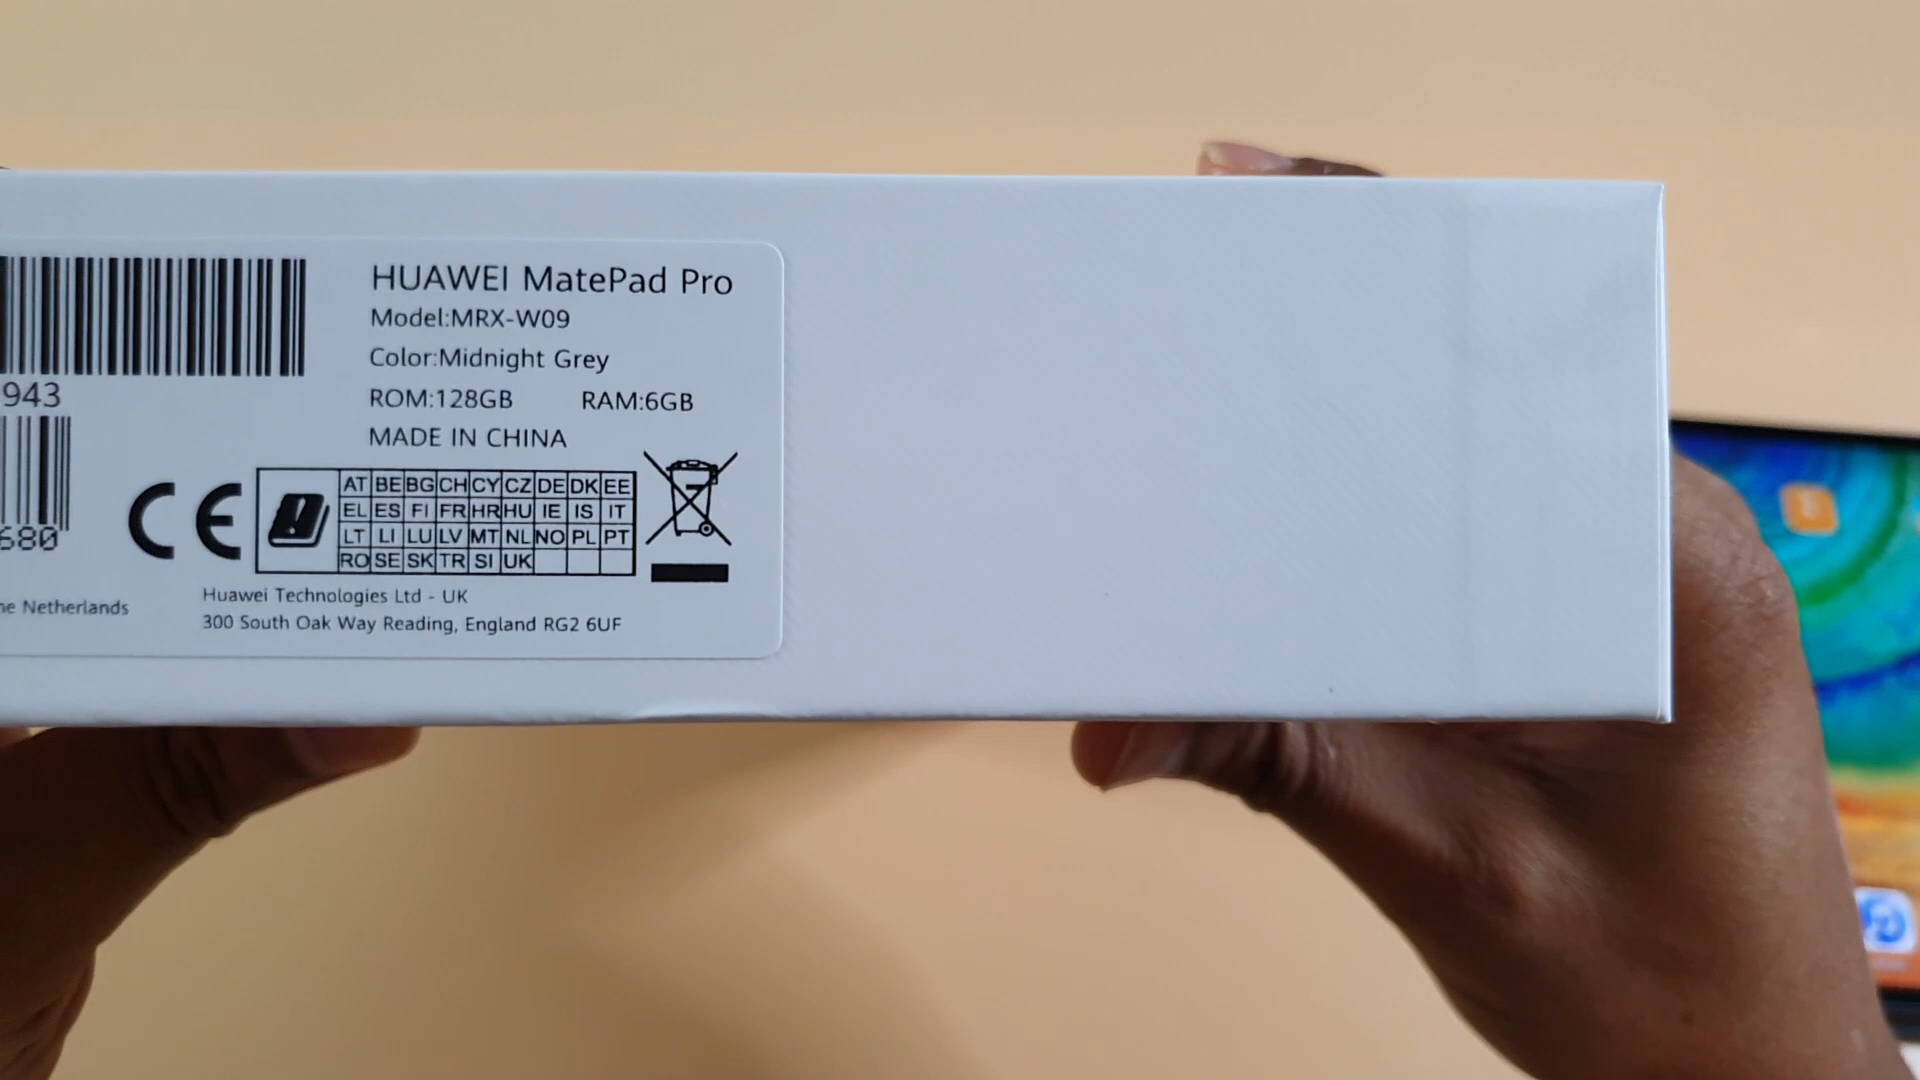 HUAWEI MatePad Pro
Model:MRX-W09
Color:Midnight Grey
ROM:128GB RAM:6GB
MADE IN CHINA
943
680
CE
AT BE BG CH CY CZ DE DK EE
EL ES FI FR HR HU IE IS IT
LT LI LU LV MT NL NO PL PT
RO SE SK TR SI UK
Netherlands
Huawei Technologies Ltd - UK
300 South Oak Way Reading, England RG2 6UF